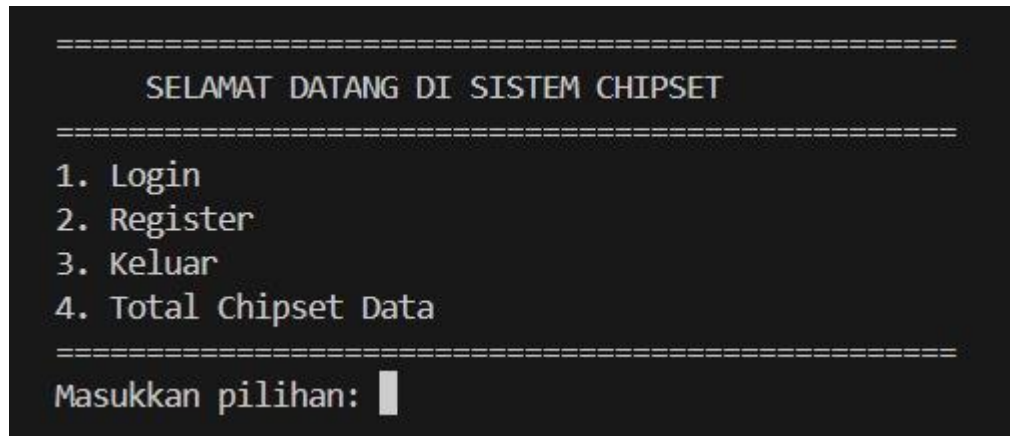 ==================================================
SELAMAT DATANG DI SISTEM CHIPSET
==================================================
1. Login
2. Register
3. Keluar
4. Total Chipset Data
==================================================
Masukkan pilihan: